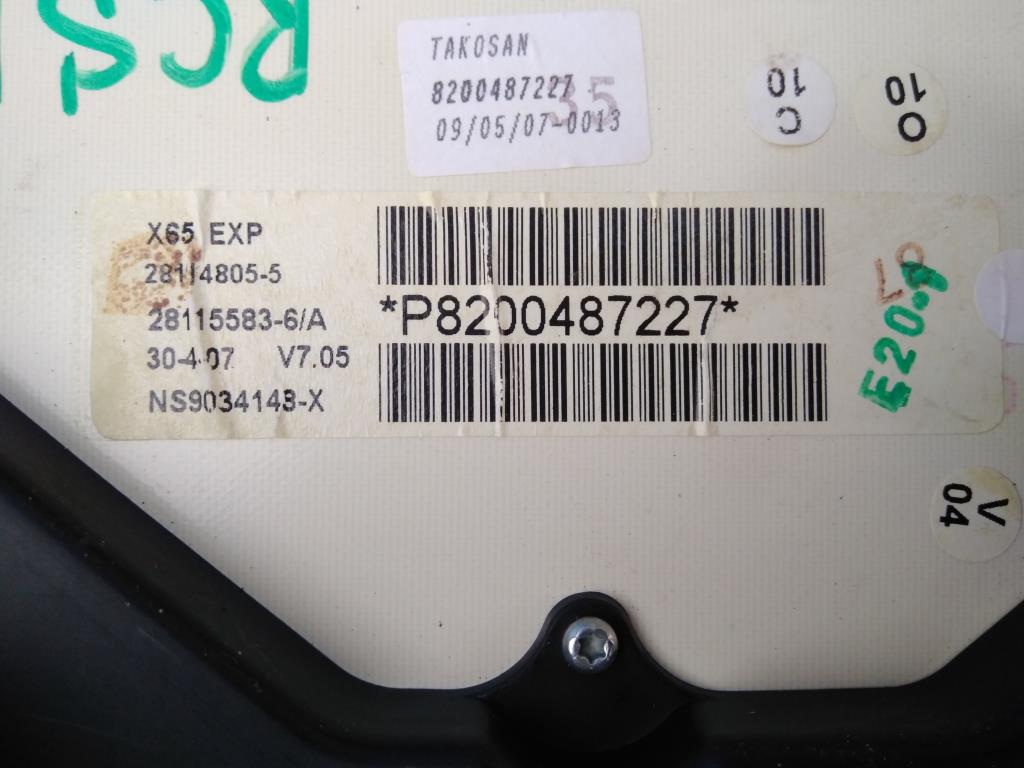 RCS
TAKOSAN
8200487227
35
09/05/07-0013
C
10
O
10
X65 EXP
28114805-5
28115583-6/A
30-4-07 V7.05
NS9034143-X
*P8200487227*
E20-1
V
04